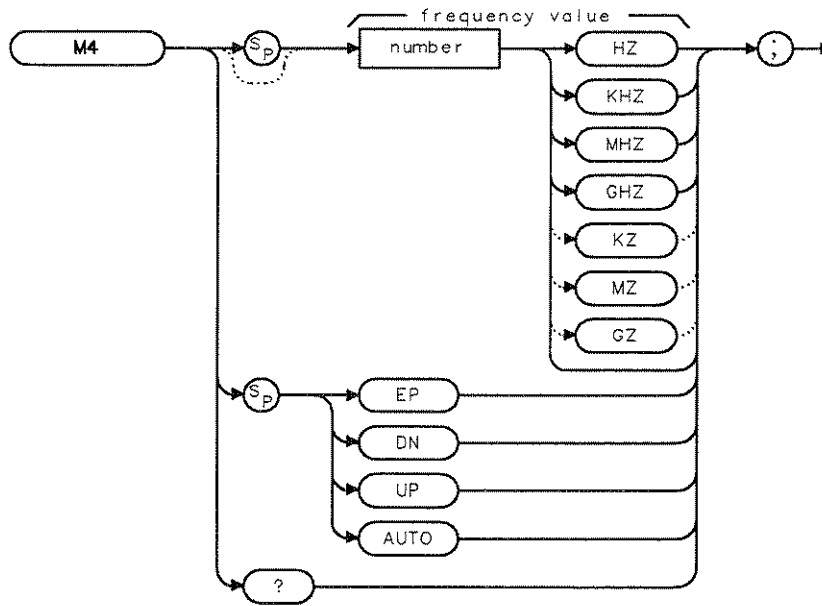 frequency value
M4
SP
number
HZ
;
KHZ
MHZ
GHZ
KZ
MZ
GZ
SP
EP
DN
UP
AUTO
?